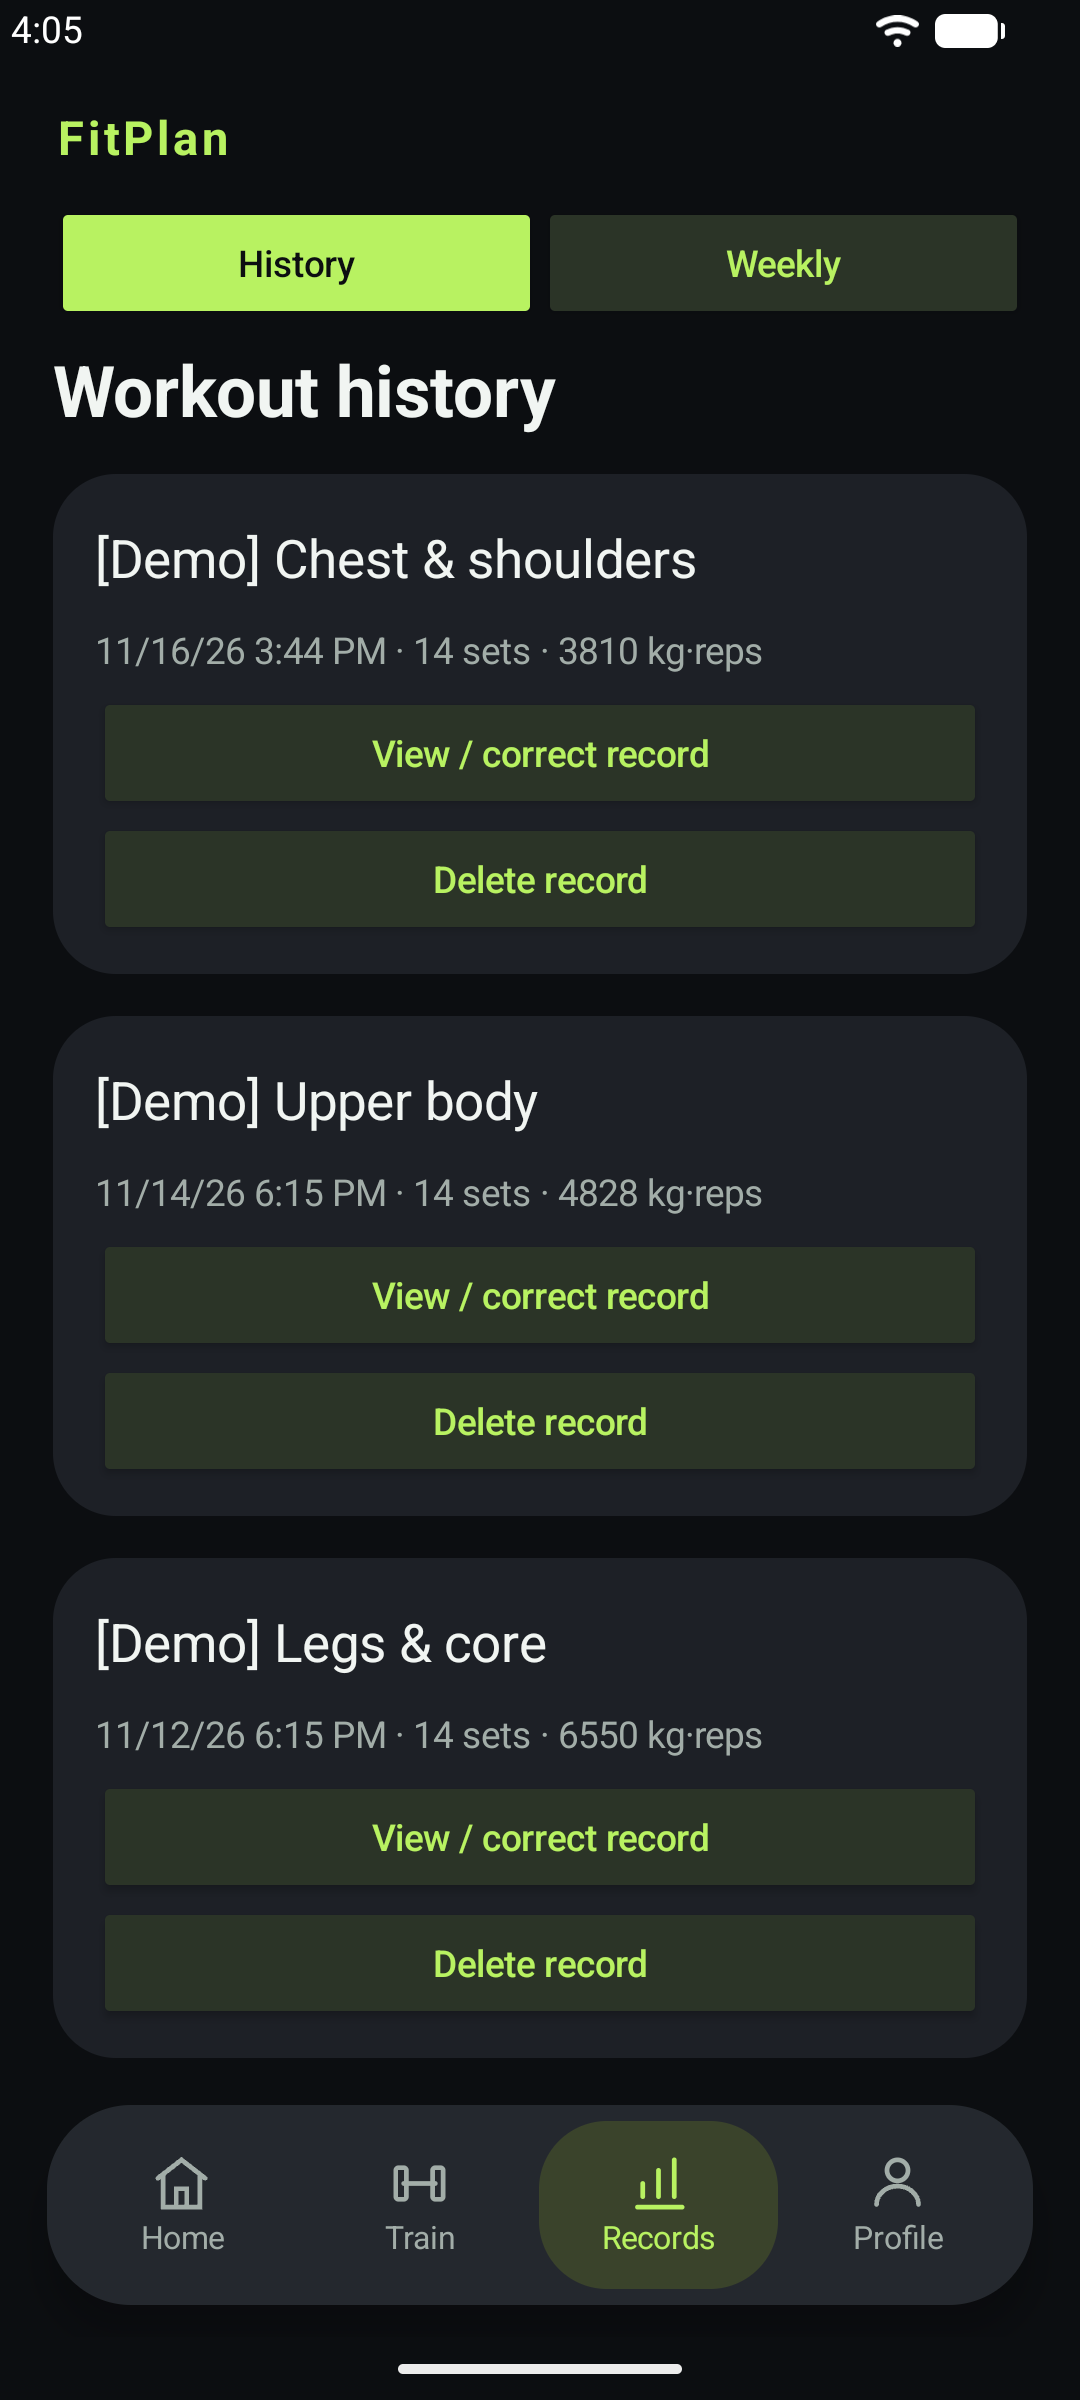 4:05
FitPlan
History
Weekly
Workout history
[Demo] Chest & shoulders
11/16/26 3:44 PM · 14 sets · 3810 kg·reps
View / correct record
Delete record
[Demo] Upper body
11/14/26 6:15 PM · 14 sets · 4828 kg·reps
View / correct record
Delete record
[Demo] Legs & core
11/12/26 6:15 PM · 14 sets · 6550 kg·reps
View / correct record
Delete record
Home
Train
Records
Profile